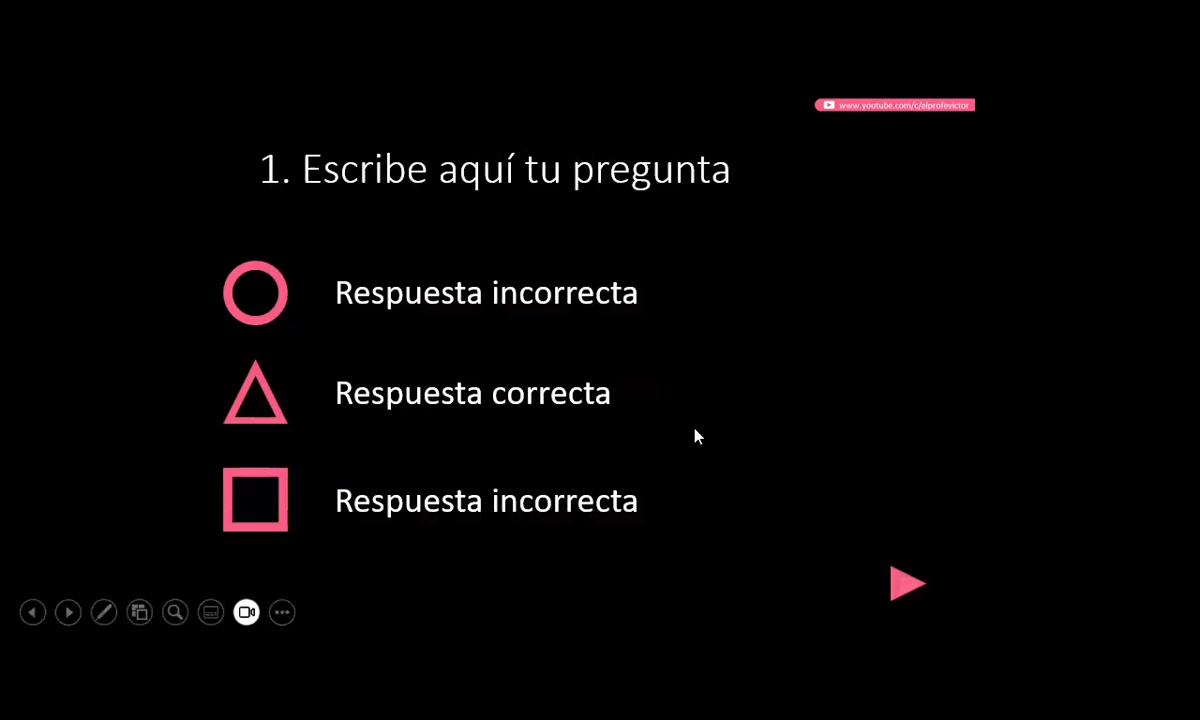 www.youtube.com/c/elprofevictor
1. Escribe aquí tu pregunta
Respuesta incorrecta
Respuesta correcta
Respuesta incorrecta